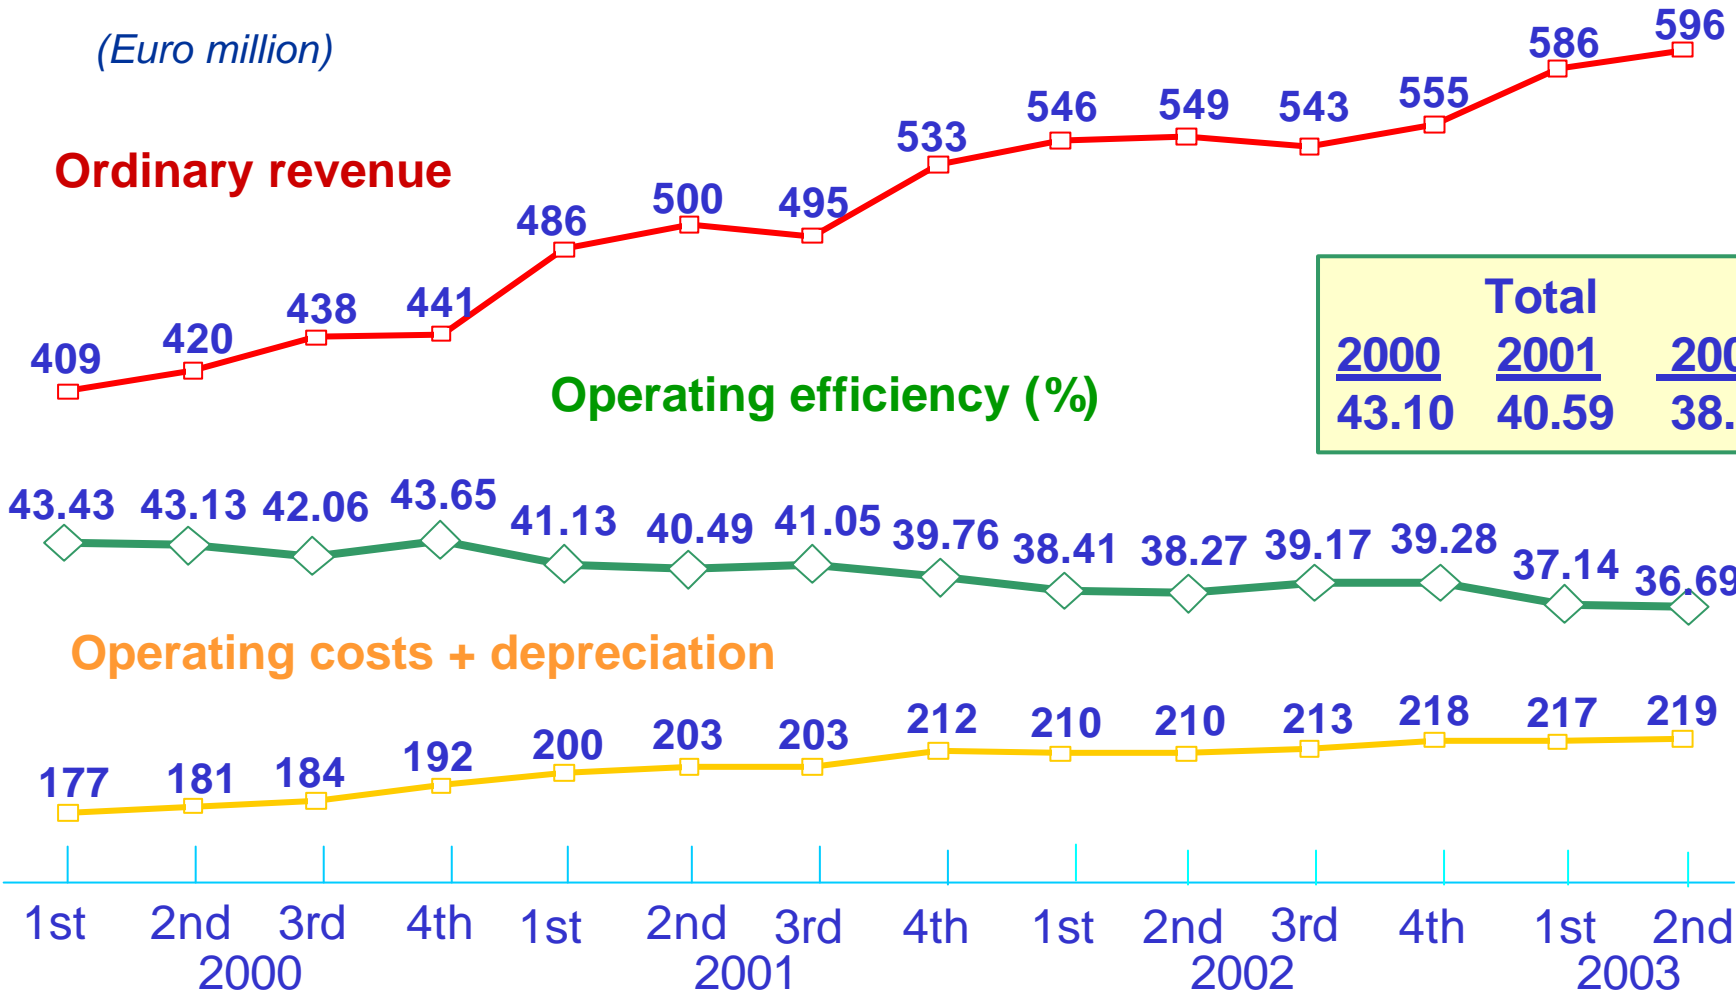 (Euro million)
409 420 438 441 486 500 495 533 546 549 543 555 586 596
Ordinary revenue
Total
2000 2001
43.10 40.59
Operating efficiency (%)
43.43 43.13 42.06 43.65 41.13 40.49 41.05 39.76 38.41 38.27 39.17 39.28 37.14 36.69
Operating costs + depreciation
177 181 184 192 200 203 203 212 210 210 213 218 217 219
1st 2nd 3rd 4th 1st 2nd 3rd 4th 1st 2nd 3rd 4th 1st 2nd
2000 2001 2002 2003